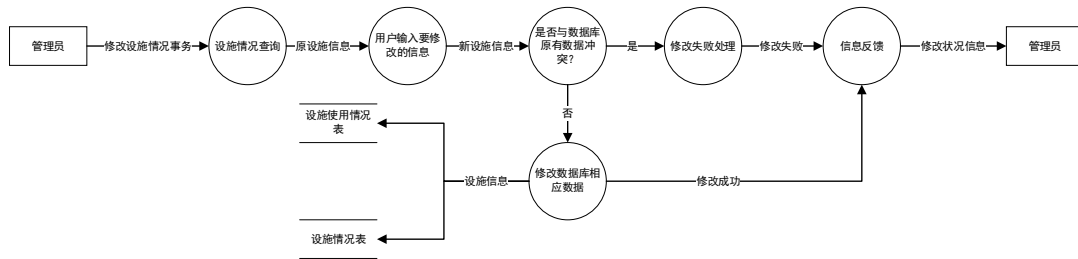 管理员
修改设施情况事务
设施情况查询
原设施信息
用户输入要修
改的信息
新设施信息
是否与数据库
原有数据冲
突？
是
修改失败处理
修改失败
信息反馈
修改状况信息
管理员
否
设施使用情况
表
修改数据库相
应数据
设施信息
修改成功
设施情况表